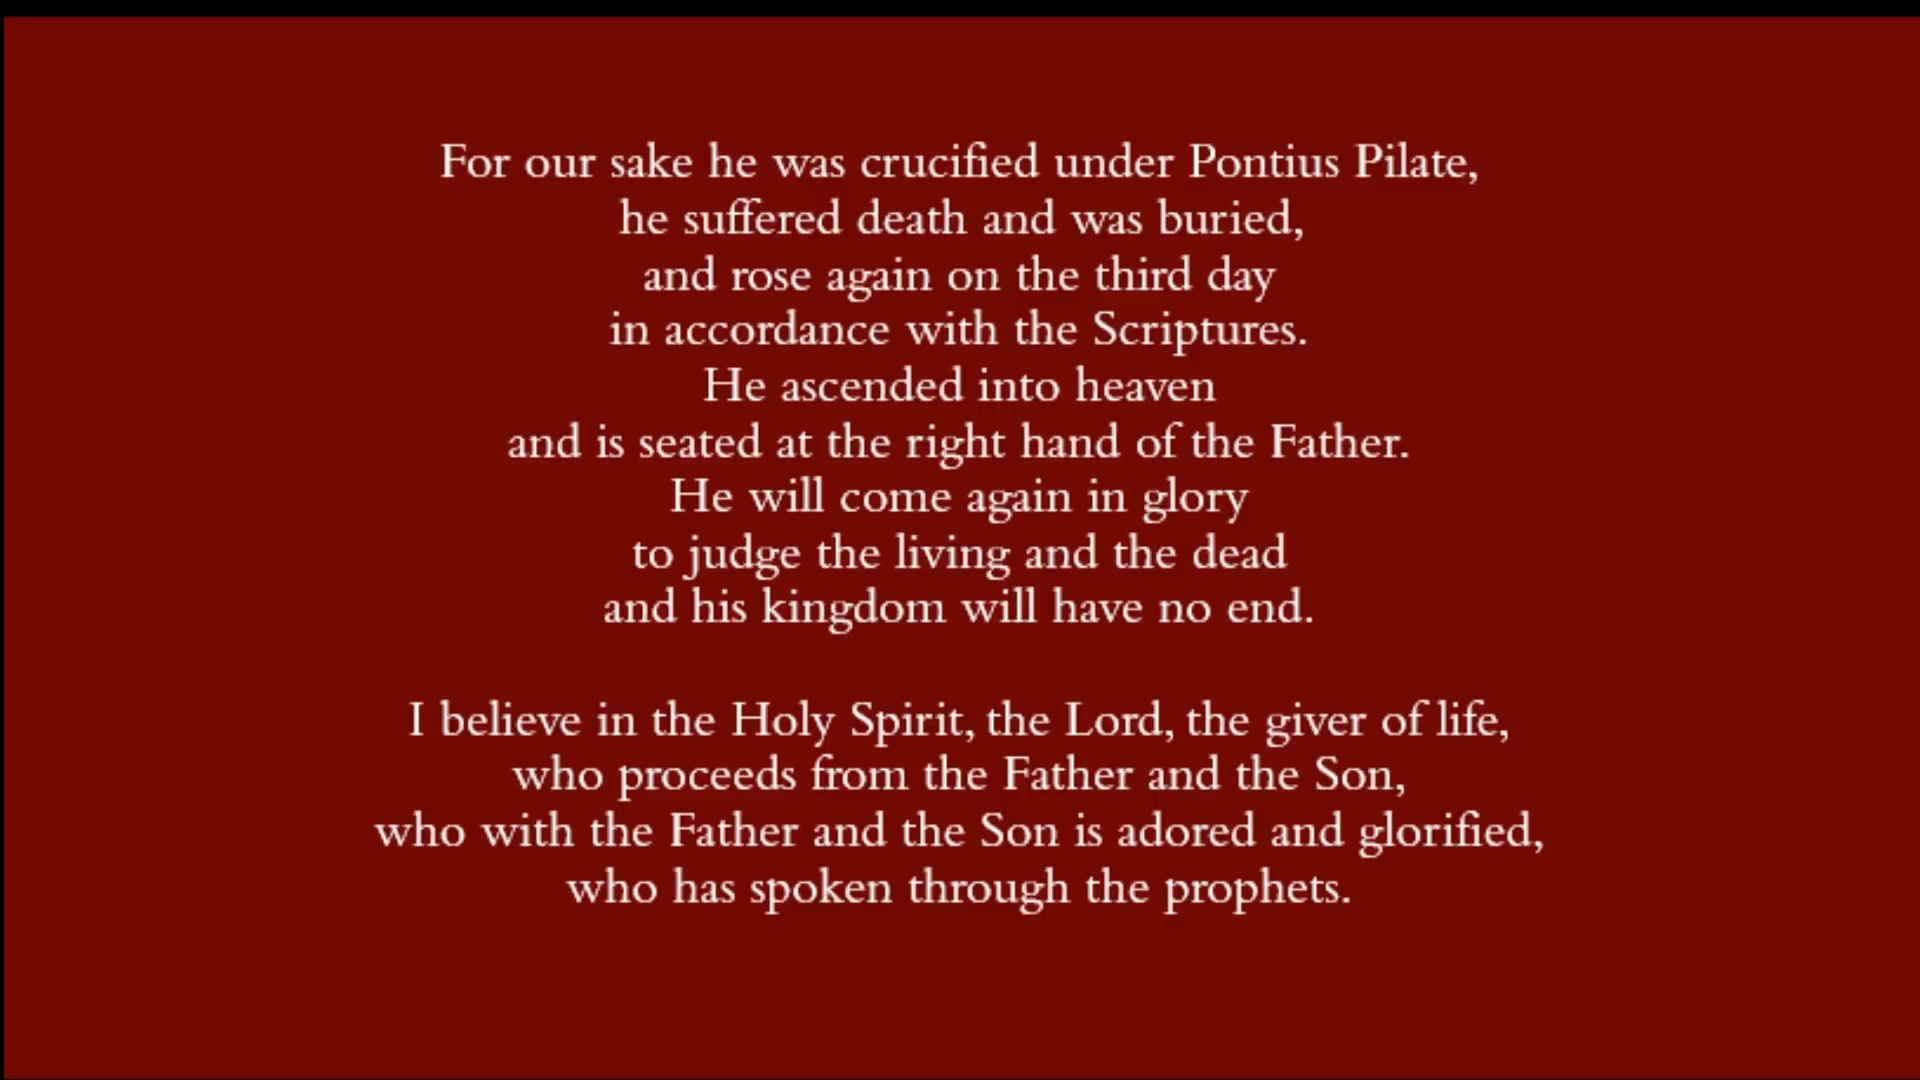 For our sake he was crucified under Pontius Pilate,
he suffered death and was buried,
and rose again on the third day
in accordance with the Scriptures.
He ascended into heaven
and is seated at the right hand of the Father.
He will come again in glory
to judge the living and the dead
and his kingdom will have no end.
I believe in the Holy Spirit, the Lord, the giver of life,
who proceeds from the Father and the Son,
who with the Father and the Son is adored and glorified,
who has spoken through the prophets.